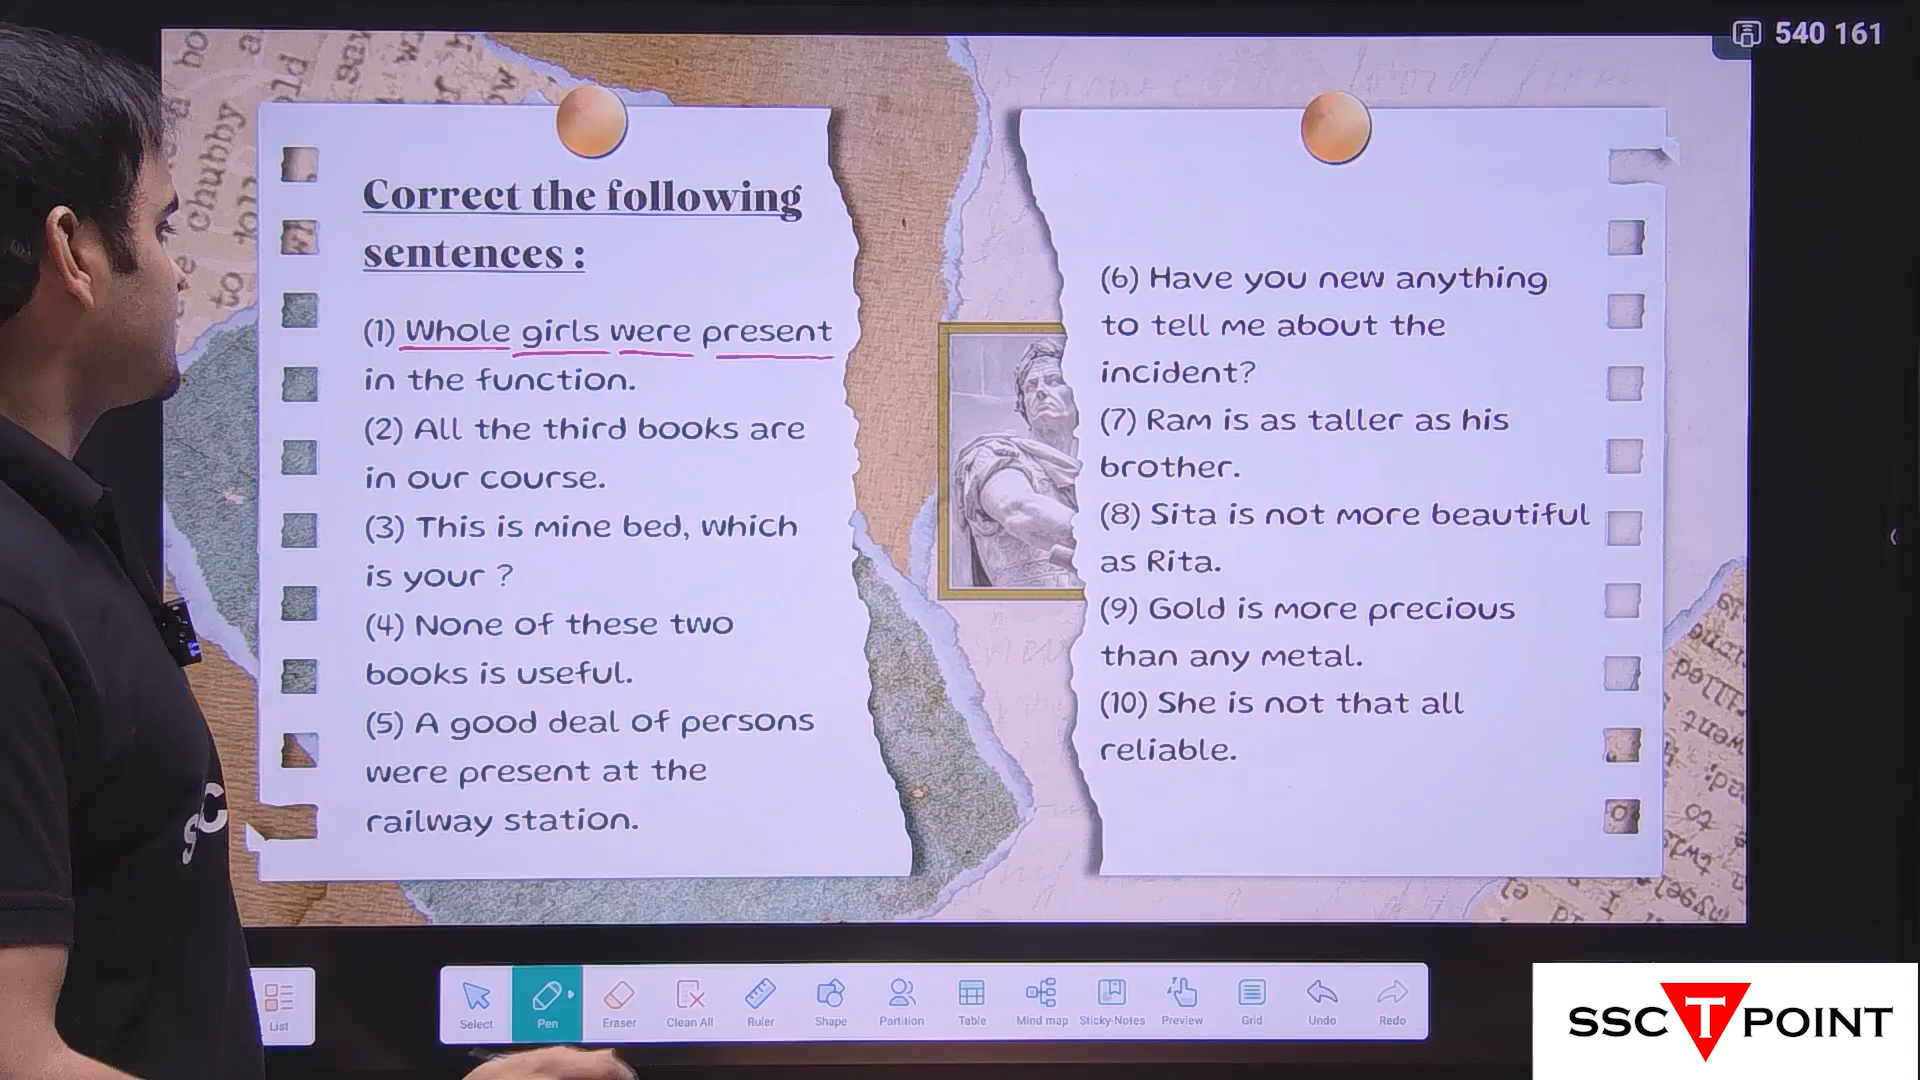 540 161
Correct the following
sentences :
(1) Whole girls were present
in the function.
(2) All the third books are
in our course.
(3) This is mine bed, which
is your ?
(4) None of these two
books is useful.
(5) A good deal of persons
were present at the
railway station.
(6) Have you new anything
to tell me about the
incident?
(7) Ram is as taller as his
brother.
(8) Sita is not more beautiful
as Rita.
(9) Gold is more precious
than any metal.
(10) She is not that all
reliable.
List
Select Pen Eraser Clean All Ruler Shape Partition Table Mind map Sticky-Notes Preview Grid Undo Redo
SSC T POINT